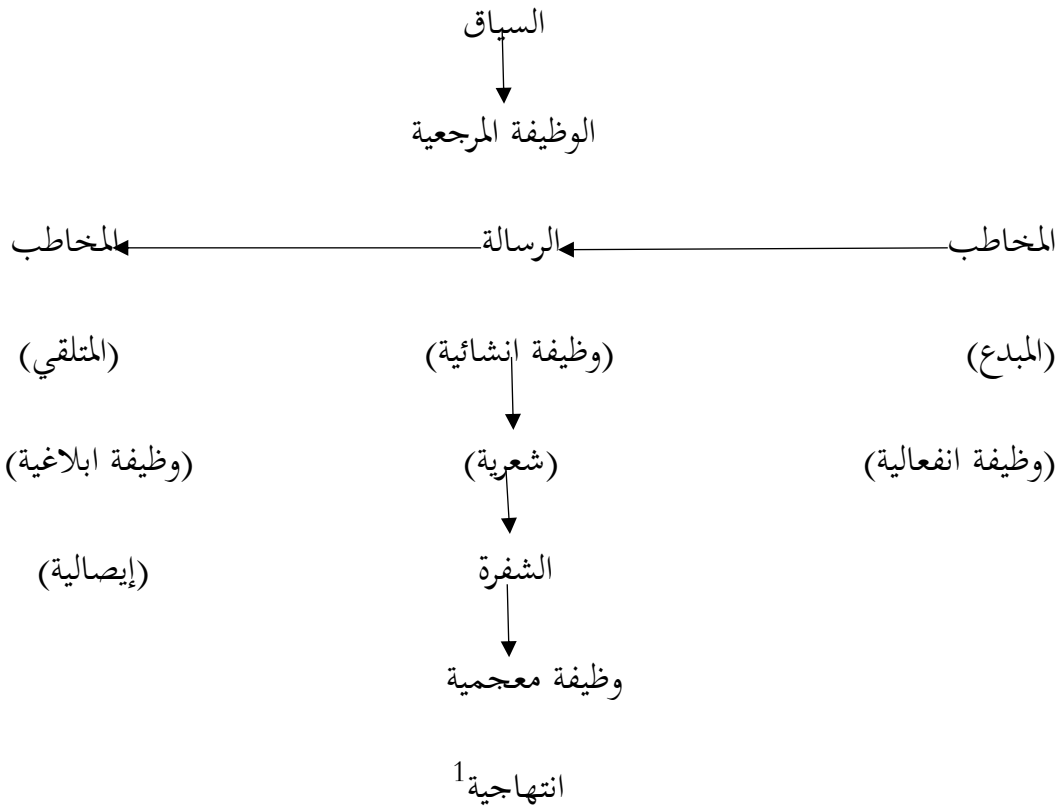 السياق
الوظيفة المرجعية
المخاطب الرسالة المخاطب
(المبدع) (وظيفة انشائية) (المتلقي)
(وظيفة انفعالية) (شعرية) (وظيفة ابلاغية)
الشفرة (إيصالية)
وظيفة معجمية
انتهاجية1